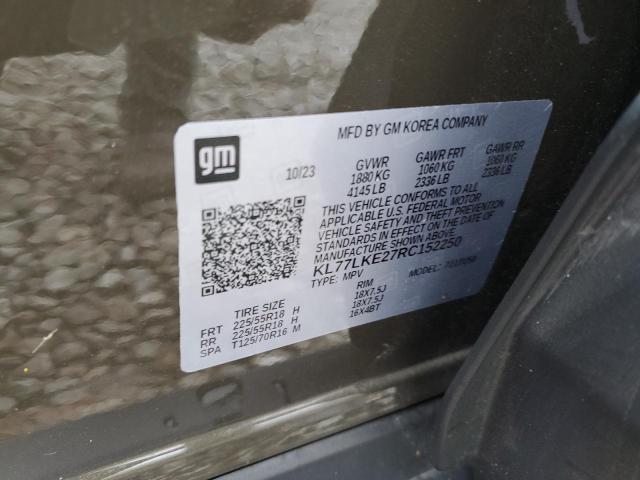 MFD BY GM KOREA COMPANY
gm
10/23
GVWR GAWR FRT GAWR RR
1880 KG 1060 KG 1060 KG
4145 LB 2336 LB 2336 LB
THIS VEHICLE CONFORMS TO ALL
APPLICABLE U.S. FEDERAL MOTOR
VEHICLE SAFETY AND THEFT PREVENTION
STANDARDS IN EFFECT ON THE DATE OF
MANUFACTURE SHOWN ABOVE.
KL77LKE27RC152250
TYPE: MPV MODEL:
TIRE SIZE RIM
FRT 225/55R18 H 18X7.5J
RR 225/55R18 H 18X7.5J
SPA T125/70R16 M 16X4BT